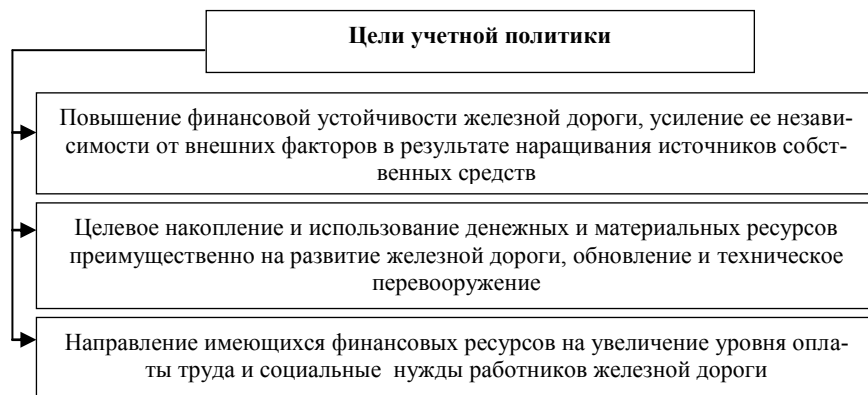 Цели учетной политики
Повышение финансовой устойчивости железной дороги, усиление ее незави-
симости от внешних факторов в результате наращивания источников собст-
венных средств
Целевое накопление и использование денежных и материальных ресурсов
преимущественно на развитие железной дороги, обновление и техническое
перевооружение
Направление имеющихся финансовых ресурсов на увеличение уровня опла-
ты труда и социальные нужды работников железной дороги